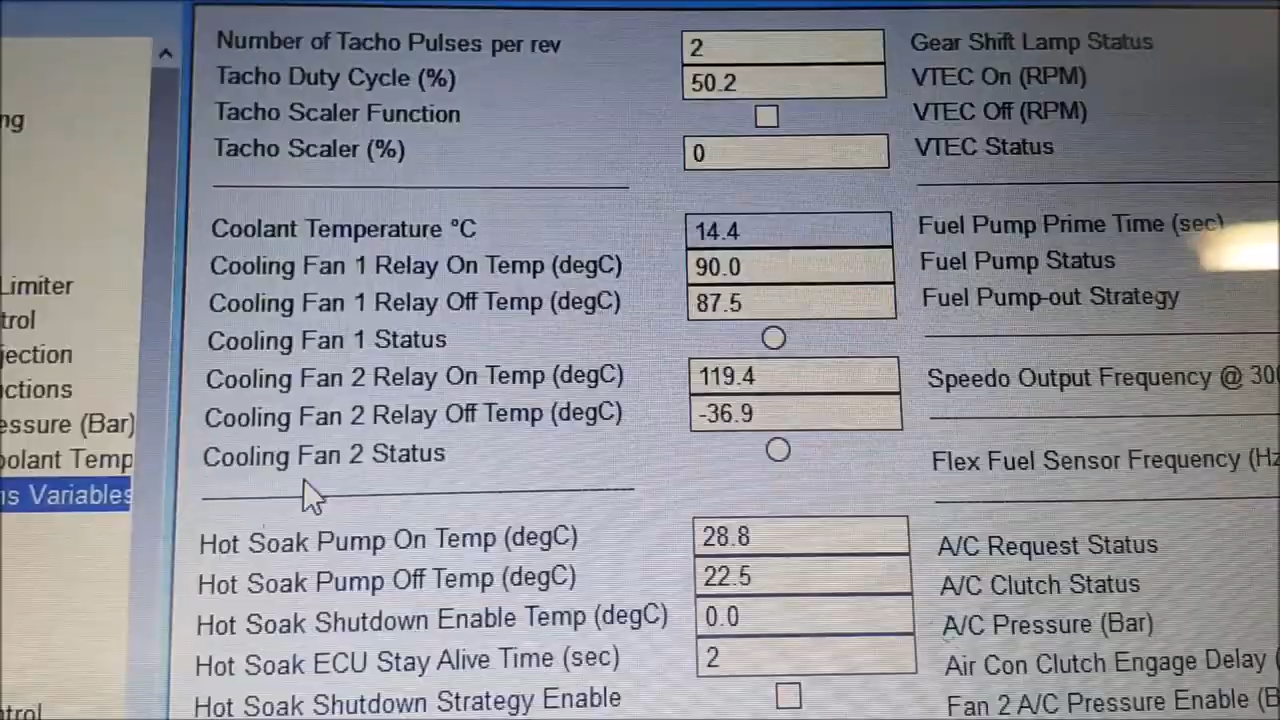 Number of Tacho Pulses per rev 2 Gear Shift Lamp Status
Tacho Duty Cycle (%) 50.2 VTEC On (RPM)
Tacho Scaler Function VTEC Off (RPM)
Tacho Scaler (%) 0 VTEC Status
Coolant Temperature °C 14.4 Fuel Pump Prime Time (sec)
Cooling Fan 1 Relay On Temp (degC) 90.0 Fuel Pump Status
Cooling Fan 1 Relay Off Temp (degC) 87.5 Fuel Pump-out Strategy
Limiter
trol
Cooling Fan 1 Status
jection
Cooling Fan 2 Relay On Temp (degC) 119.4 Speedo Output Frequency @ 300
nctions
Cooling Fan 2 Relay Off Temp (degC) -36.9
essure (Bar)
Cooling Fan 2 Status Flex Fuel Sensor Frequency (Hz
oolant Temp
ns Variables
Hot Soak Pump On Temp (degC) 28.8 A/C Request Status
Hot Soak Pump Off Temp (degC) 22.5 A/C Clutch Status
Hot Soak Shutdown Enable Temp (degC) 0.0 A/C Pressure (Bar)
Hot Soak ECU Stay Alive Time (sec) 2 Air Con Clutch Engage Delay (
Hot Soak Shutdown Strategy Enable Fan 2 A/C Pressure Enable (B
ntrol